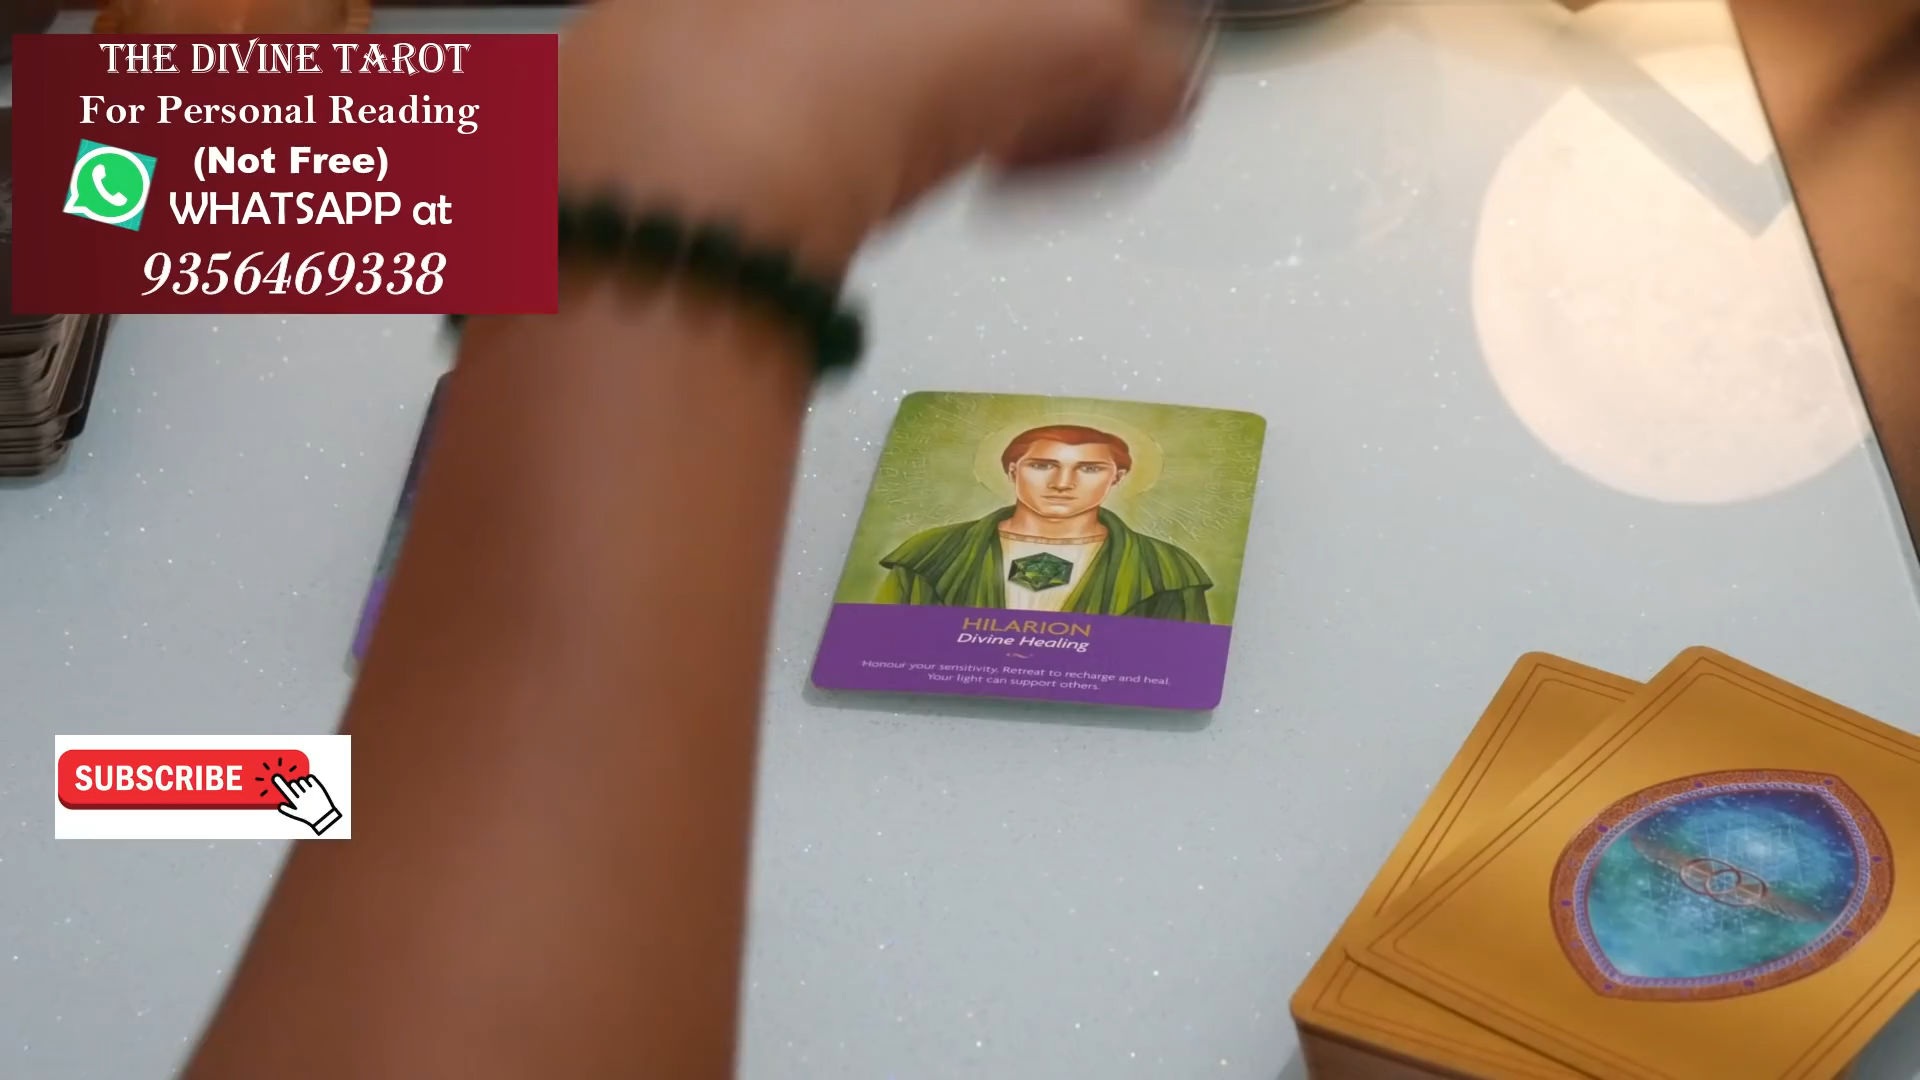 THE DIVINE TAROT
For Personal Reading
(Not Free)
WHATSAPP at
9356469338
HILARION
Divine Healing
Honour your sensitivity. Retreat to recharge and heal.
Your light can support others.
SUBSCRIBE